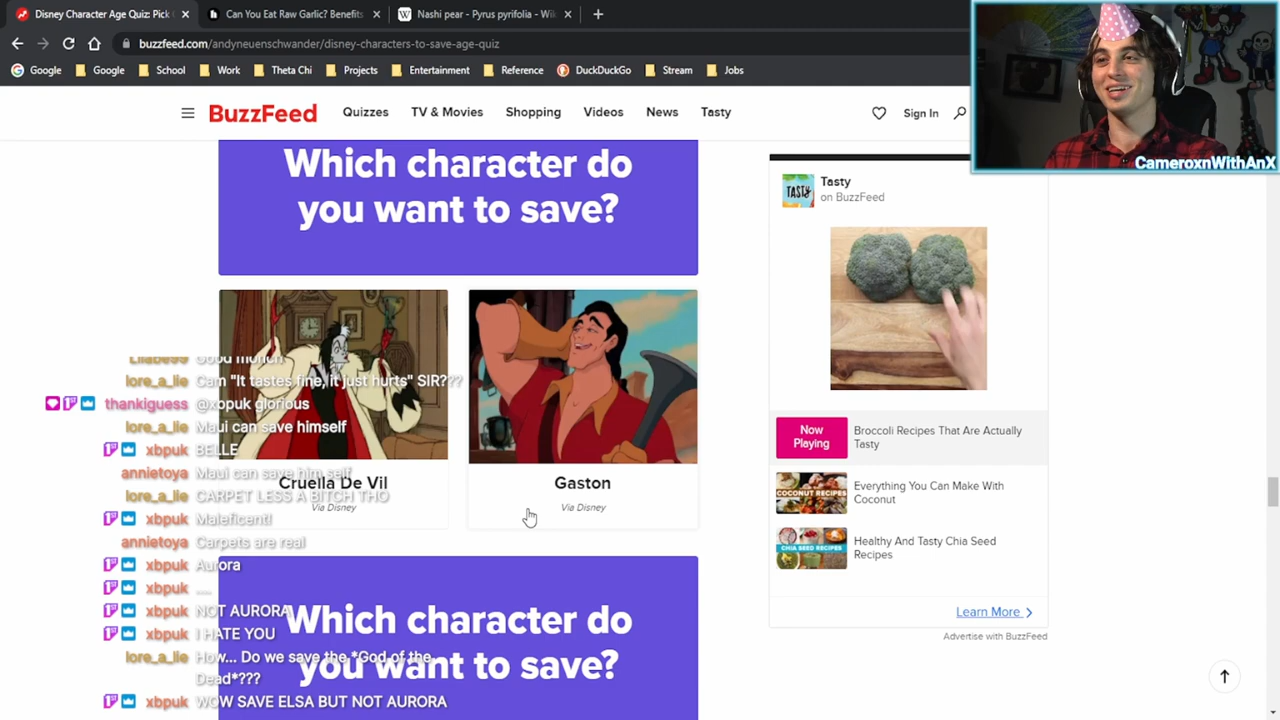 Disney Character Age Quiz: Pick
Can You Eat Raw Garlic? Benefits
Nashi pear - Pyrus pyrifolia - Wik
buzzfeed.com/andyneuenschwander/disney-characters-to-save-age-quiz
Google Google School Work Theta Chi Projects Entertainment Reference DuckDuckGo Stream Jobs
BuzzFeed Quizzes TV & Movies Shopping Videos News Tasty Sign In
CameroxnWithAnX
Which character do
you want to save?
Tasty
on BuzzFeed
TASTY
Cruella De Vil
Via Disney
Gaston
Via Disney
Now
Playing
Broccoli Recipes That Are Actually
Tasty
COCONUT RECIPES
Everything You Can Make With
Coconut
CHIA SEED RECIPES
Healthy And Tasty Chia Seed
Recipes
Learn More
Advertise with BuzzFeed
Which character do
you want to save?
Good
lore_a_lie Cam "It tastes fine, it just hurts" SIR???
thankiguess @xbpuk glorious
lore_a_lie Maui can save himself
xbpuk BELLE
annietoya Maui can save him self
lore_a_lie CARPET LESS A BITCH THO
xbpuk Maleficent!
annietoya Carpets are real
xbpuk Aurora
xbpuk ....
xbpuk NOT AURORA
xbpuk I HATE YOU
lore_a_lie How... Do we save the *God of the
Dead*???
xbpuk WOW SAVE ELSA BUT NOT AURORA